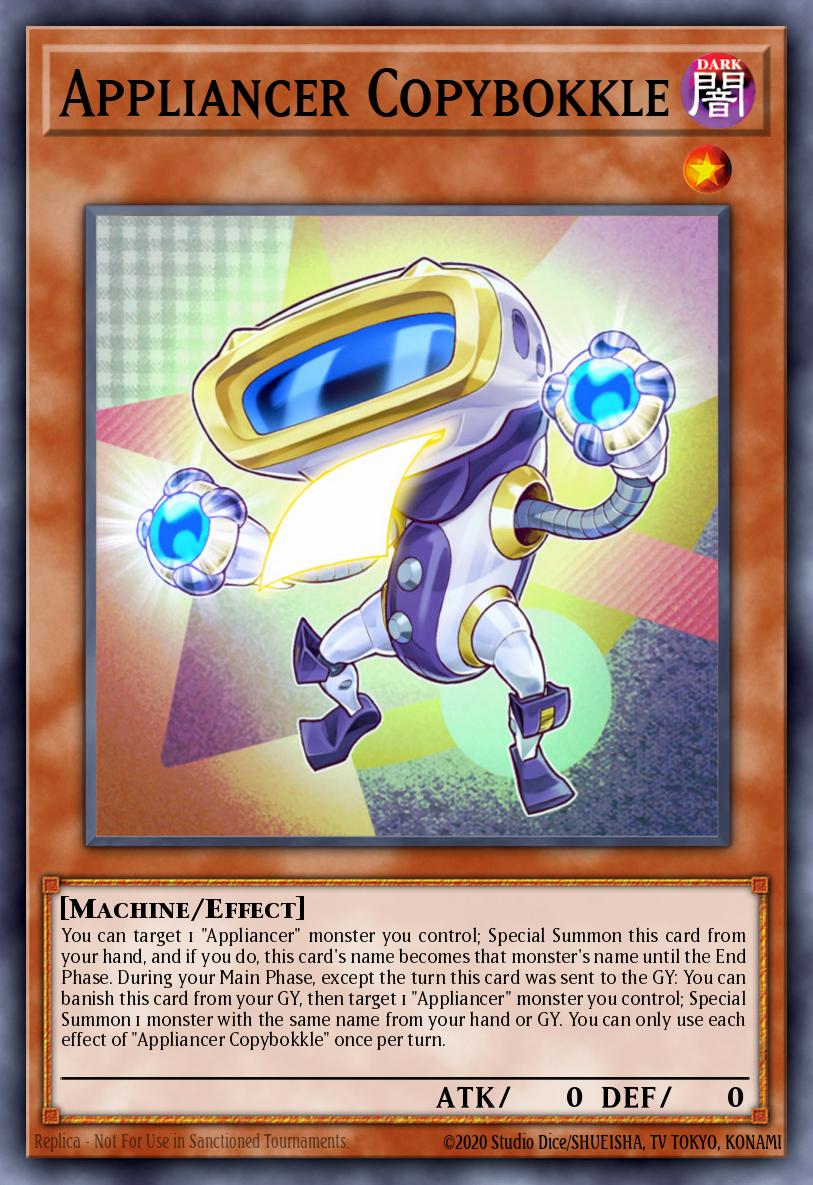 Appliancer Copybokkle
DARK
闇
[Machine/Effect]
You can target 1 "Appliancer" monster you control; Special Summon this card from
your hand, and if you do, this card's name becomes that monster's name until the End
Phase. During your Main Phase, except the turn this card was sent to the GY: You can
banish this card from your GY, then target 1 "Appliancer" monster you control; Special
Summon 1 monster with the same name from your hand or GY. You can only use each
effect of "Appliancer Copybokkle" once per turn.
ATK/ 0 DEF/ 0
Replica - Not For Use in Sanctioned Tournaments.
©2020 Studio Dice/SHUEISHA, TV TOKYO, KONAMI